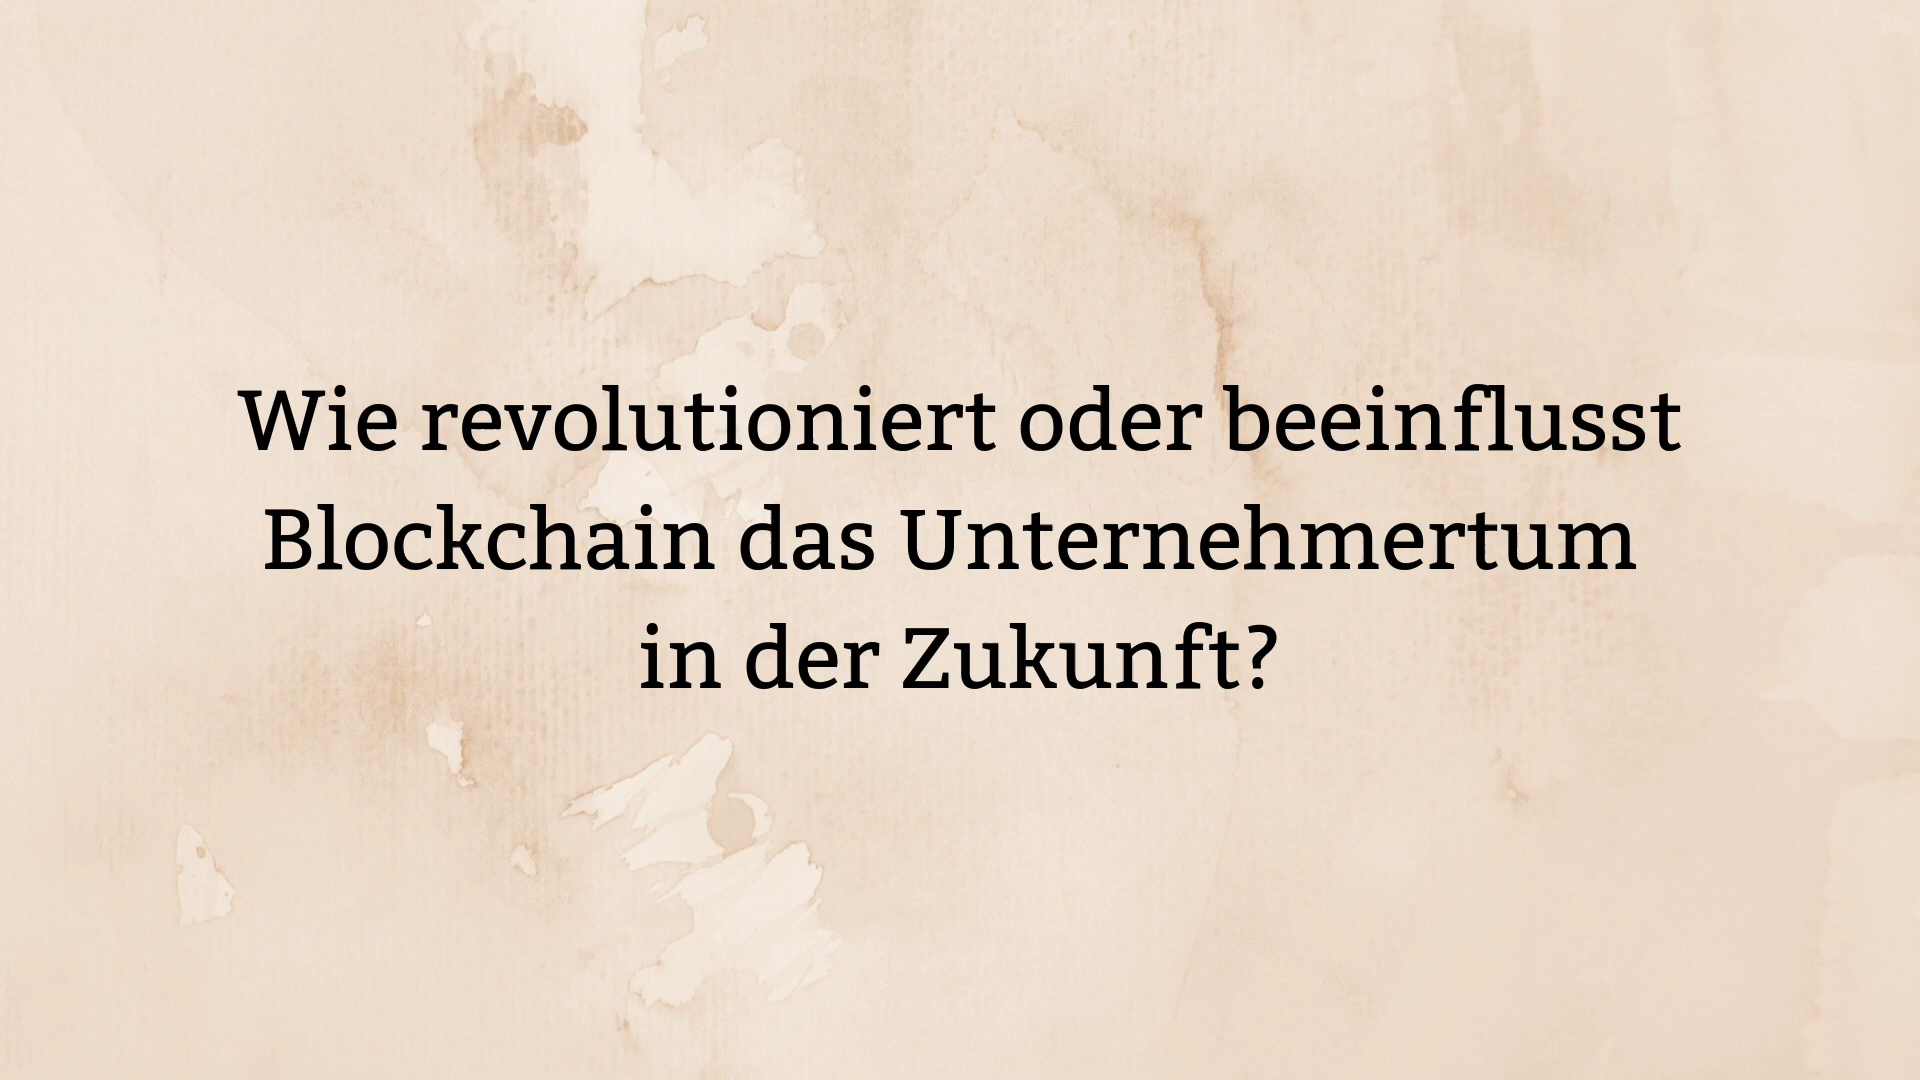 Wie revolutioniert oder beeinflusst
Blockchain das Unternehmertum
in der Zukunft?